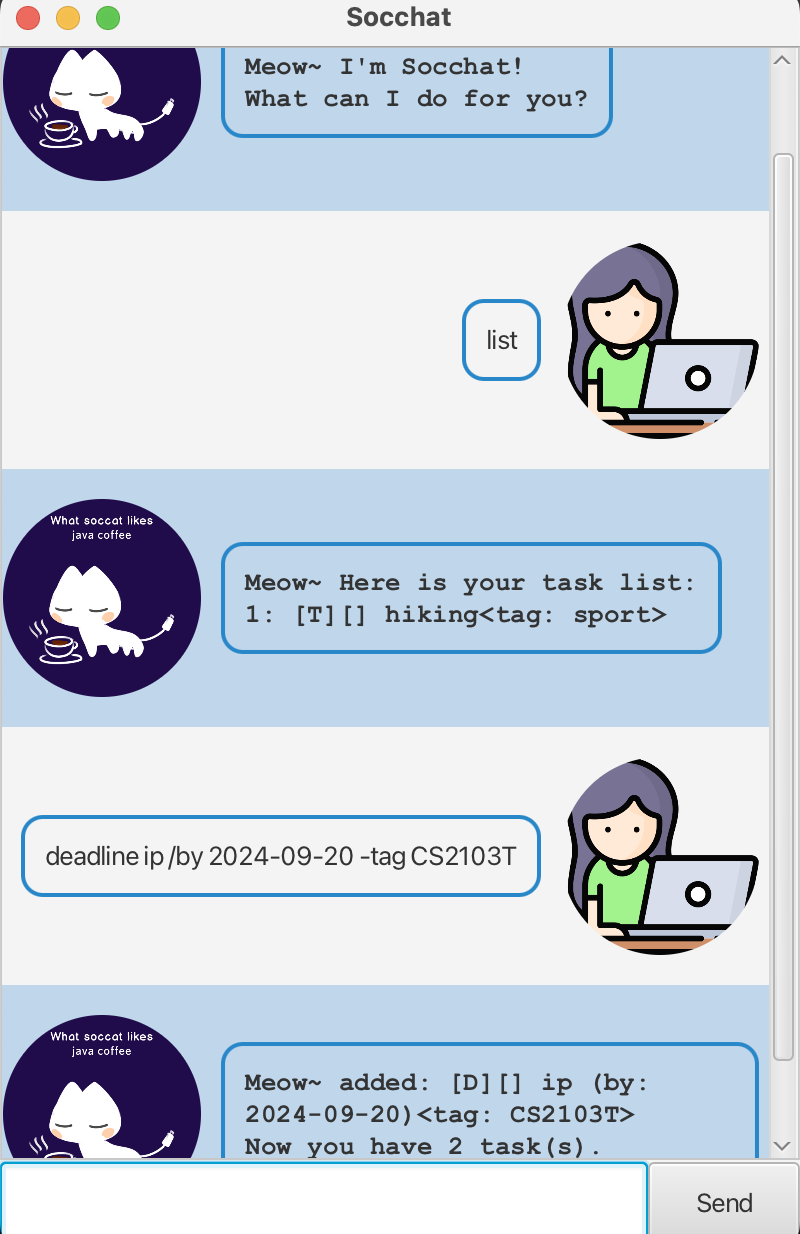 Socchat
Meow~ I'm Socchat!
What can I do for you?
list
What soccat likes
java coffee
Meow~ Here is your task list:
1: [T][] hiking<tag: sport>
deadline ip /by 2024-09-20 -tag CS2103T
What soccat likes
java coffee
Meow~ added: [D][] ip (by:
2024-09-20)<tag: CS2103T>
Now you have 2 task(s).
Send